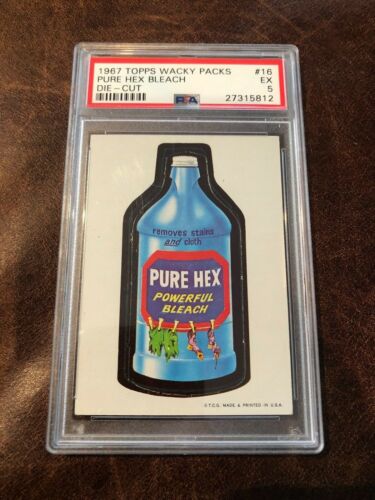 1967 TOPPS WACKY PACKS #16
PURE HEX BLEACH EX
DIE-CUT PSA 5
27315812
removes stains
and cloth
PURE HEX
POWERFUL
BLEACH
©T.C.G. MADE & PRINTED IN U.S.A.